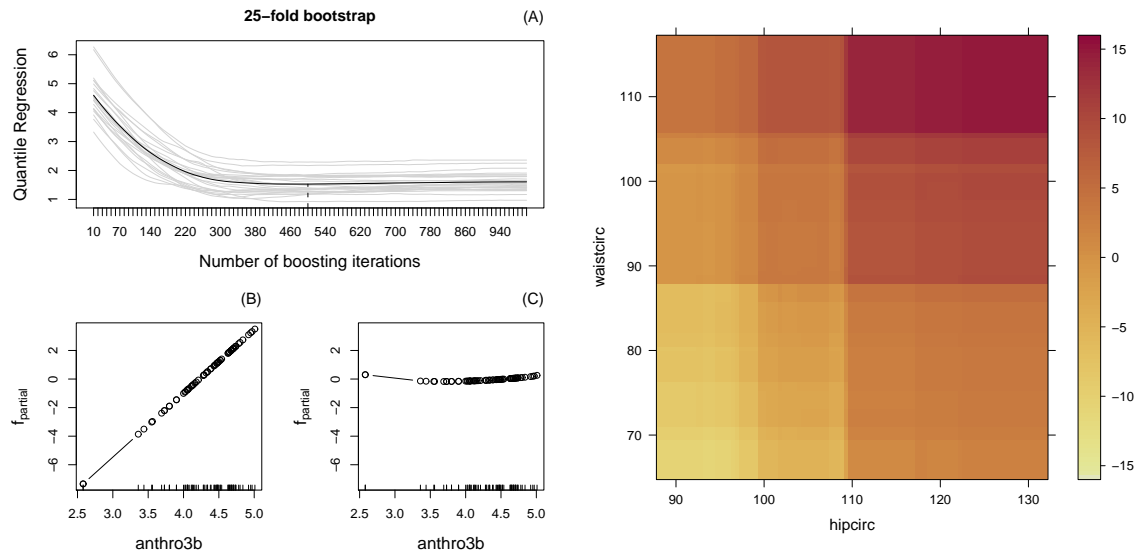 25−fold bootstrap
(A)
Quantile Regression
6
5
4
3
2
1
10 70 140 220 300 380 460 540 620 700 780 860 940
Number of boosting iterations
(B)
f partial
2
0
−2
−4
−6
2.5 3.0 3.5 4.0 4.5 5.0
anthro3b
(C)
f partial
2
0
−2
−4
−6
2.5 3.0 3.5 4.0 4.5 5.0
anthro3b
waistcirc
110
100
90
80
70
90 100 110 120 130
hipcirc
15
10
5
0
−5
−10
−15